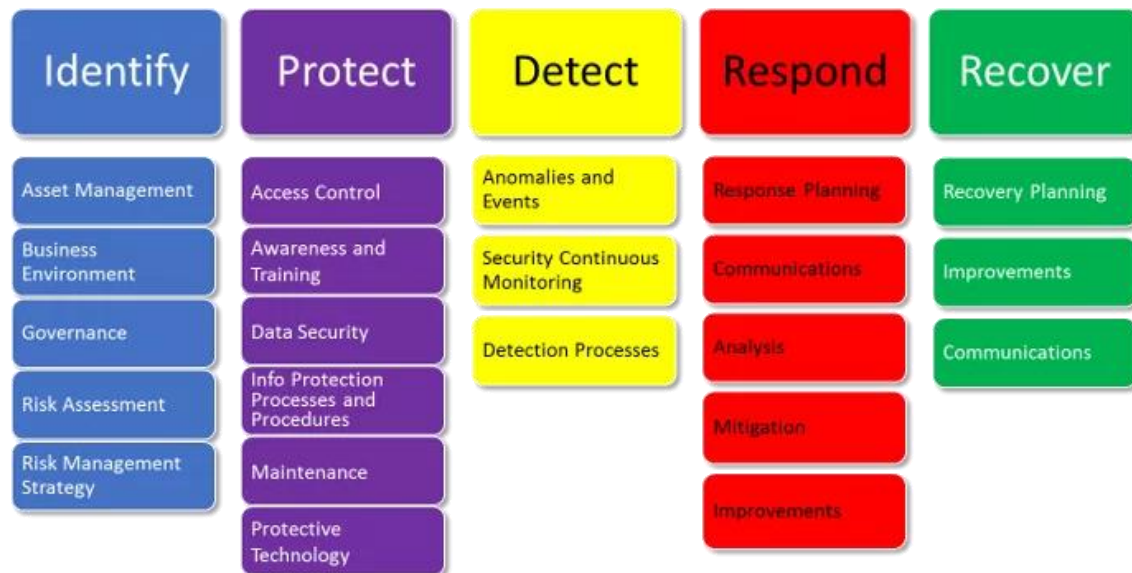 Identify
Protect
Detect
Respond
Recover
Asset Management
Business
Environment
Governance
Risk Assessment
Risk Management
Strategy
Access Control
Awareness and
Training
Data Security
Info Protection
Processes and
Procedures
Maintenance
Protective
Technology
Anomalies and
Events
Security Continuous
Monitoring
Detection Processes
Response Planning
Communications
Analysis
Mitigation
Improvements
Recovery Planning
Improvements
Communications